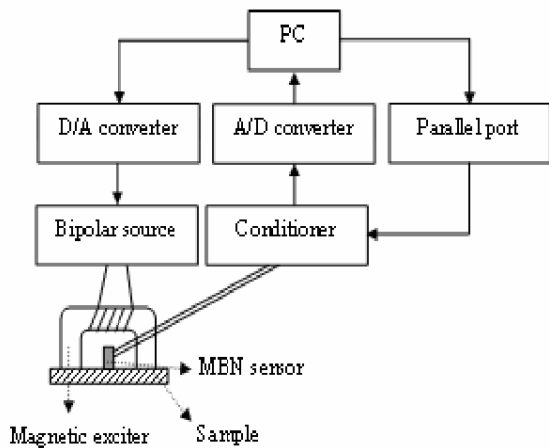 PC
D/A converter
A/D converter
Parallel port
Bipolar source
Conditioner
MBN sensor
Magnetic exciter
Sample